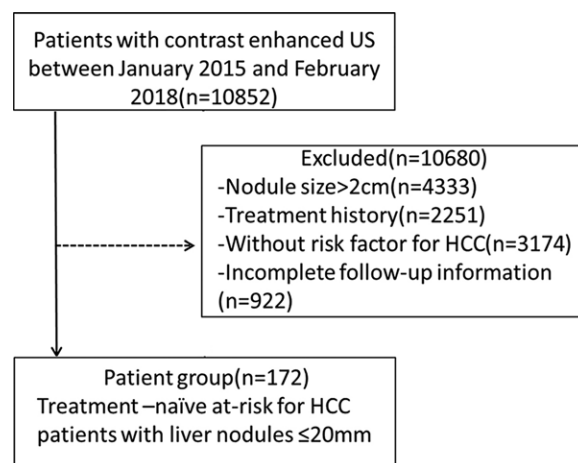 Patients with contrast enhanced US
between January 2015 and February
2018(n=10852)
Excluded(n=10680)
-Nodule size>2cm(n=4333)
-Treatment history(n=2251)
-Without risk factor for HCC(n=3174)
-Incomplete follow-up information
(n=922)
Patient group(n=172)
Treatment –naïve at-risk for HCC
patients with liver nodules ≤20mm